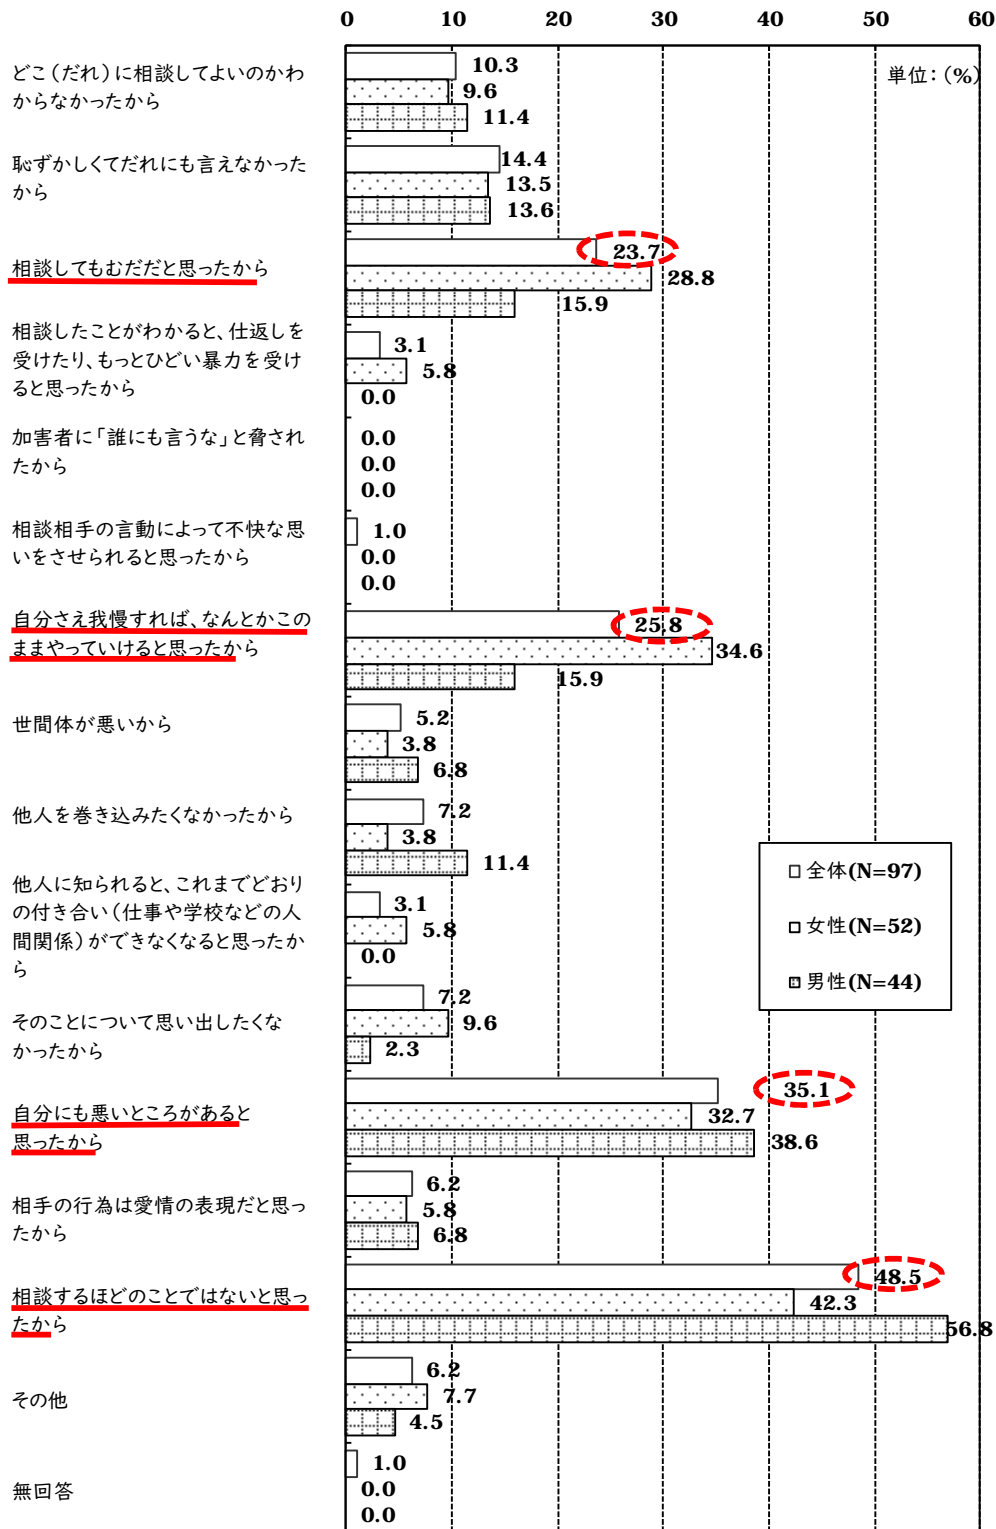 0 10 20 30 40 50 60
単位：（%）
どこ（だれ）に相談してよいのかわ
からなかったから
10.3
9.6
11.4
恥ずかしくてだれにも言えなかった
から
14.4
13.5
13.6
相談してもむだだと思ったから
23.7
28.8
15.9
相談したことがわかると、仕返しを
受けたり、もっとひどい暴力を受け
ると思ったから
3.1
5.8
0.0
加害者に「誰にも言うな」と脅され
たから
0.0
0.0
0.0
相談相手の言動によって不快な思
いをさせられると思ったから
1.0
0.0
0.0
自分さえ我慢すれば、なんとかこの
ままやっていけると思ったから
25.8
34.6
15.9
世間体が悪いから
5.2
3.8
6.8
他人を巻き込みたくなかったから
7.2
3.8
11.4
他人に知られると、これまでどおり
の付き合い（仕事や学校などの人
間関係）ができなくなると思ったか
ら
3.1
5.8
0.0
そのことについて思い出したくな
かったから
7.2
9.6
2.3
自分にも悪いところがあると
思ったから
35.1
32.7
38.6
相手の行為は愛情の表現だと思っ
たから
6.2
5.8
6.8
相談するほどのことではないと思っ
たから
48.5
42.3
56.8
その他
6.2
7.7
4.5
無回答
1.0
0.0
0.0
全体(N=97)
女性(N=52)
男性(N=44)